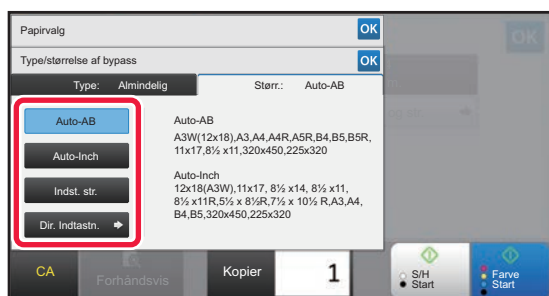 Papirvalg
OK
OK
Type/størrelse af bypass
OK
Type: Almindelig
Størr.: Auto-AB
Auto-AB
Auto-AB
A3W(12x18),A3,A4,A4R,A5R,B4,B5,B5R,
11x17,8½ x11,320x450,225x320
Auto-Inch
Auto-Inch
12x18(A3W),11x17, 8½ x14, 8½ x11,
8½ x11R,5½ x 8½R,7½ x 10½ R,A3,A4,
B4,B5,320x450,225x320
Indst. str.
Dir. Indtastn.
CA
Forhåndsvis
Kopier
1
S/H
Start
Farve
Start